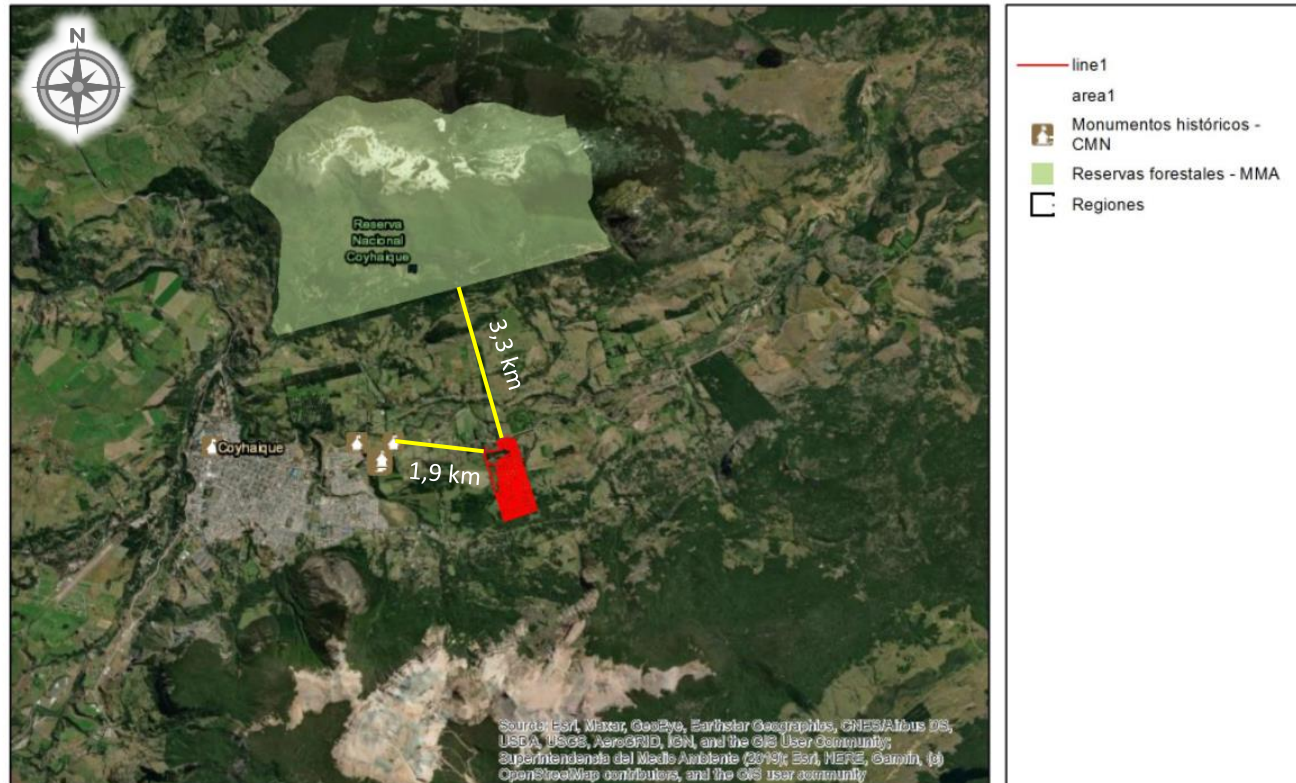 N
Reserva
Nacional
Coyhaique
3,3 km
Coyhaique
1,9 km
Source: Esri, Maxar, GeoEye, Earthstar Geographics, CNES/Airbus DS,
USDA, USGS, AeroGRID, IGN, and the GIS User Community;
Superintendencia del Medio Ambiente (2019); Esri, HERE, Garmin, (c)
OpenStreetMap contributors, and the GIS user community
line1
area1
Monumentos históricos -
CMN
Reservas forestales - MMA
Regiones